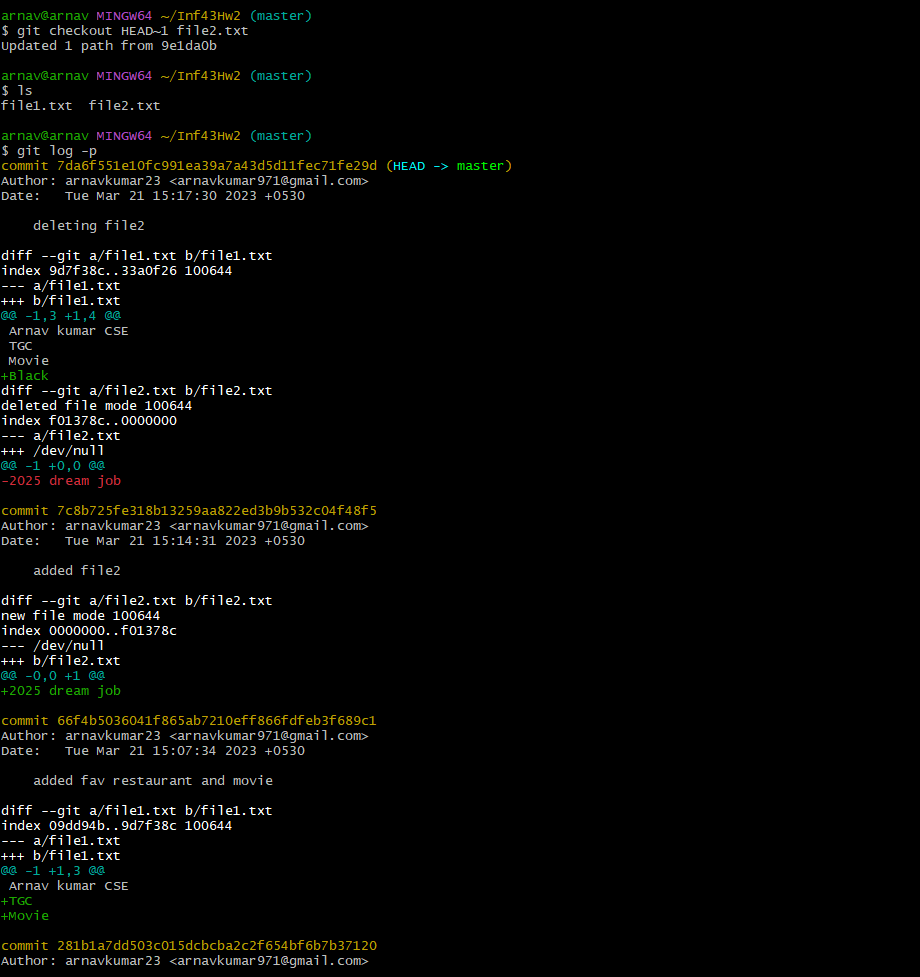 arnav@arnav MINGW64 ~/Inf43Hw2 (master)
$ git checkout HEAD~1 file2.txt
Updated 1 path from 9e1da0b

arnav@arnav MINGW64 ~/Inf43Hw2 (master)
$ ls
file1.txt  file2.txt

arnav@arnav MINGW64 ~/Inf43Hw2 (master)
$ git log -p
commit 7da6f551e10fc991ea39a7a43d5d11fec71fe29d (HEAD -> master)
Author: arnavkumar23 <arnavkumar971@gmail.com>
Date:   Tue Mar 21 15:17:30 2023 +0530

    deleting file2

diff --git a/file1.txt b/file1.txt
index 9d7f38c..33a0f26 100644
--- a/file1.txt
+++ b/file1.txt
@@ -1,3 +1,4 @@
 Arnav kumar CSE
 TGC
 Movie
+Black
diff --git a/file2.txt b/file2.txt
deleted file mode 100644
index f01378c..0000000
--- a/file2.txt
+++ /dev/null
@@ -1 +0,0 @@
-2025 dream job

commit 7c8b725fe318b13259aa822ed3b9b532c04f48f5
Author: arnavkumar23 <arnavkumar971@gmail.com>
Date:   Tue Mar 21 15:14:31 2023 +0530

    added file2

diff --git a/file2.txt b/file2.txt
new file mode 100644
index 0000000..f01378c
--- /dev/null
+++ b/file2.txt
@@ -0,0 +1 @@
+2025 dream job

commit 66f4b5036041f865ab7210eff866fdfeb3f689c1
Author: arnavkumar23 <arnavkumar971@gmail.com>
Date:   Tue Mar 21 15:07:34 2023 +0530

    added fav restaurant and movie

diff --git a/file1.txt b/file1.txt
index 09dd94b..9d7f38c 100644
--- a/file1.txt
+++ b/file1.txt
@@ -1 +1,3 @@
 Arnav kumar CSE
+TGC
+Movie

commit 281b1a7dd503c015dcbcba2c2f654bf6b7b37120
Author: arnavkumar23 <arnavkumar971@gmail.com>